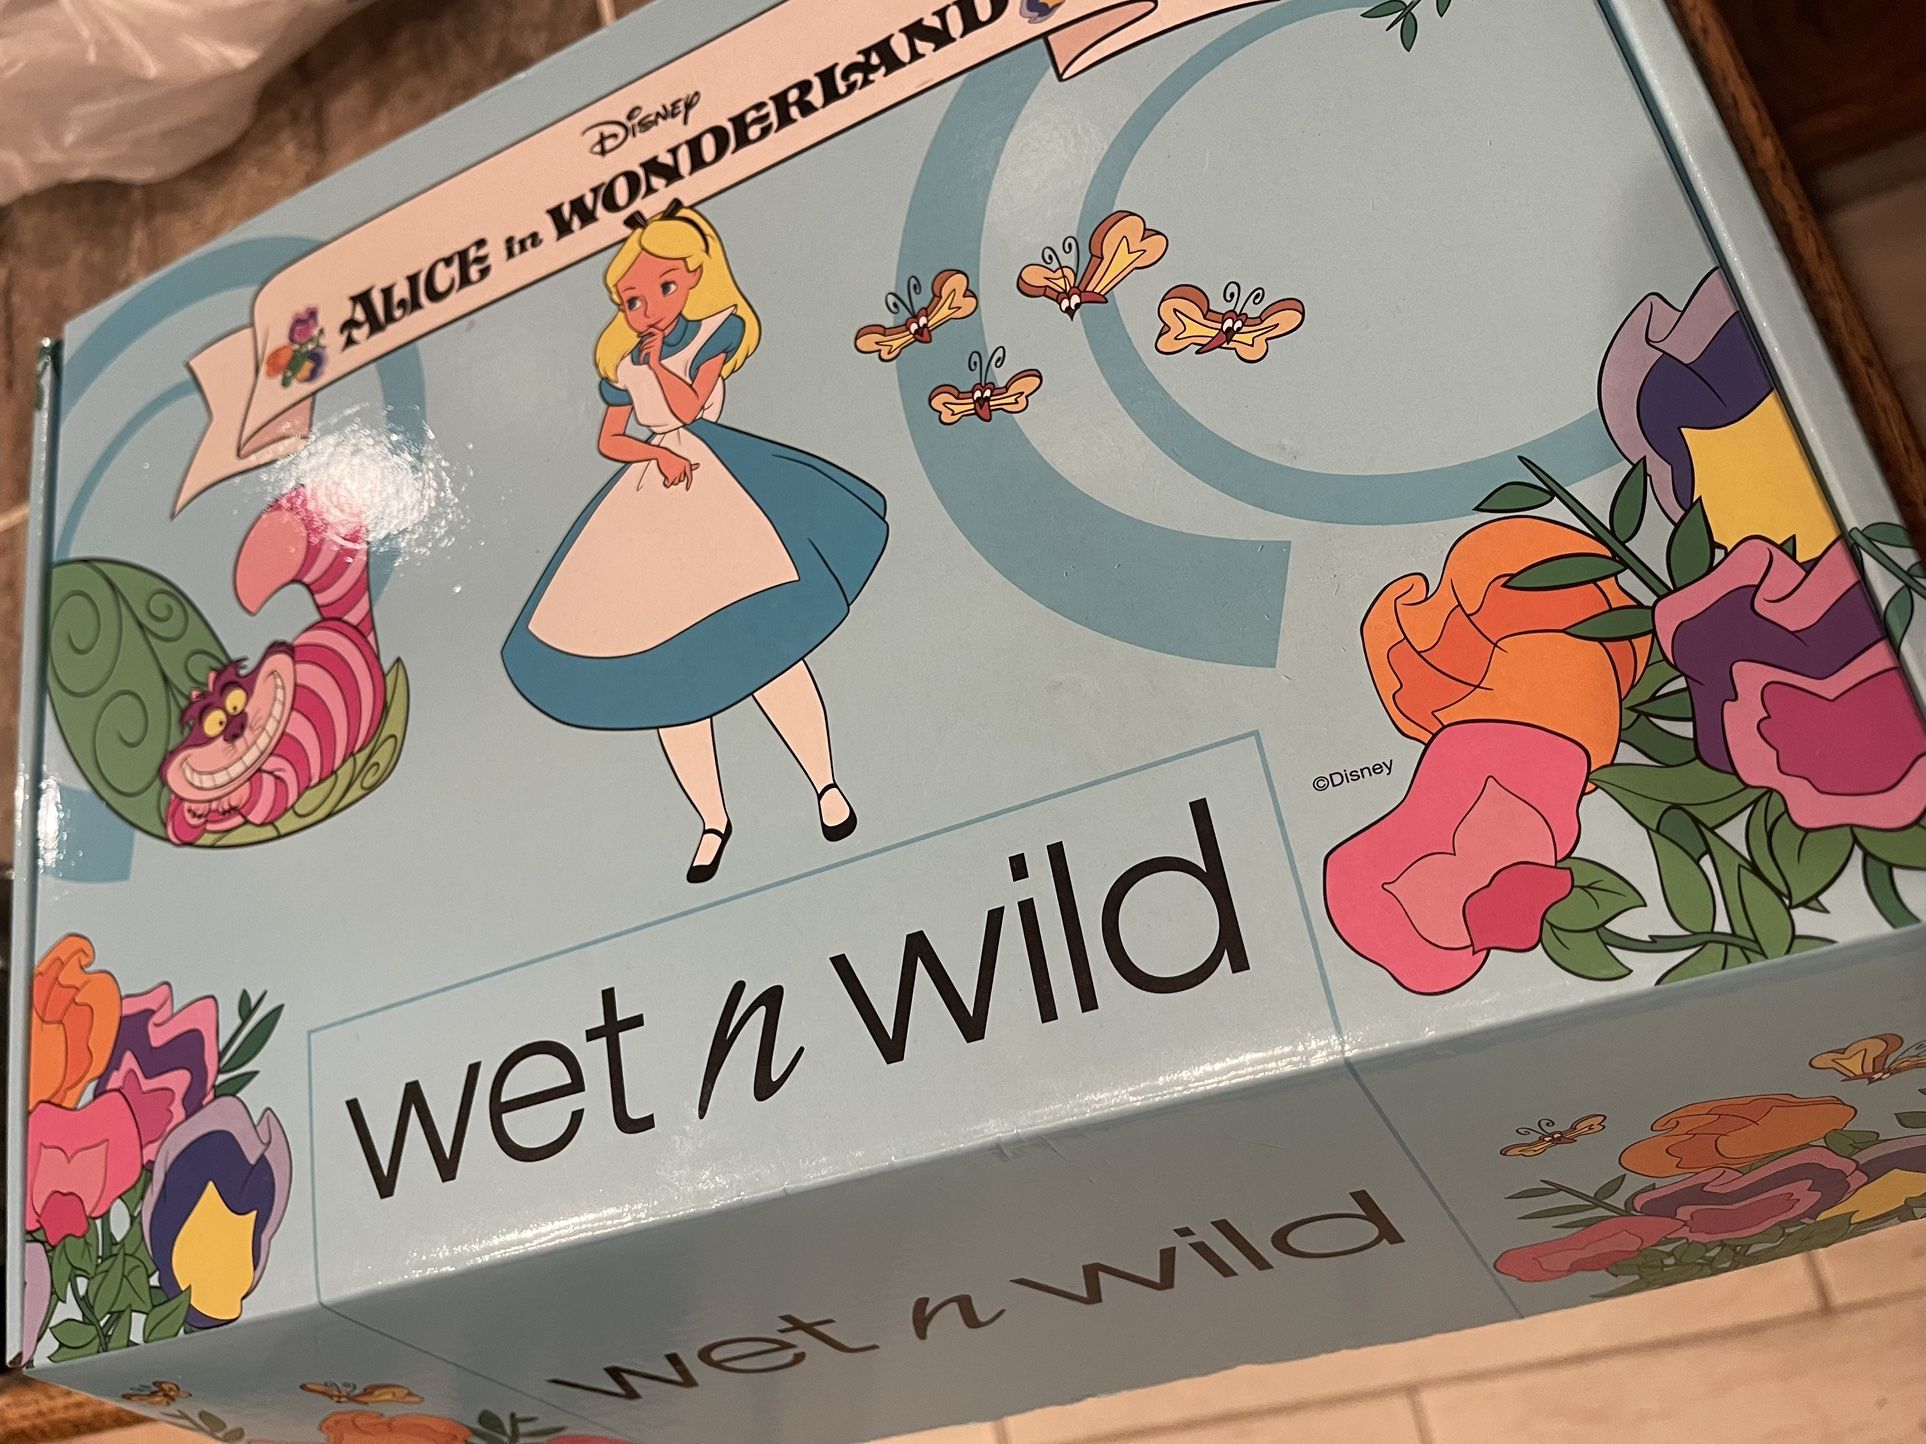 Disney
ALICE in WONDERLAND
©Disney
wet n wild
wet n wild